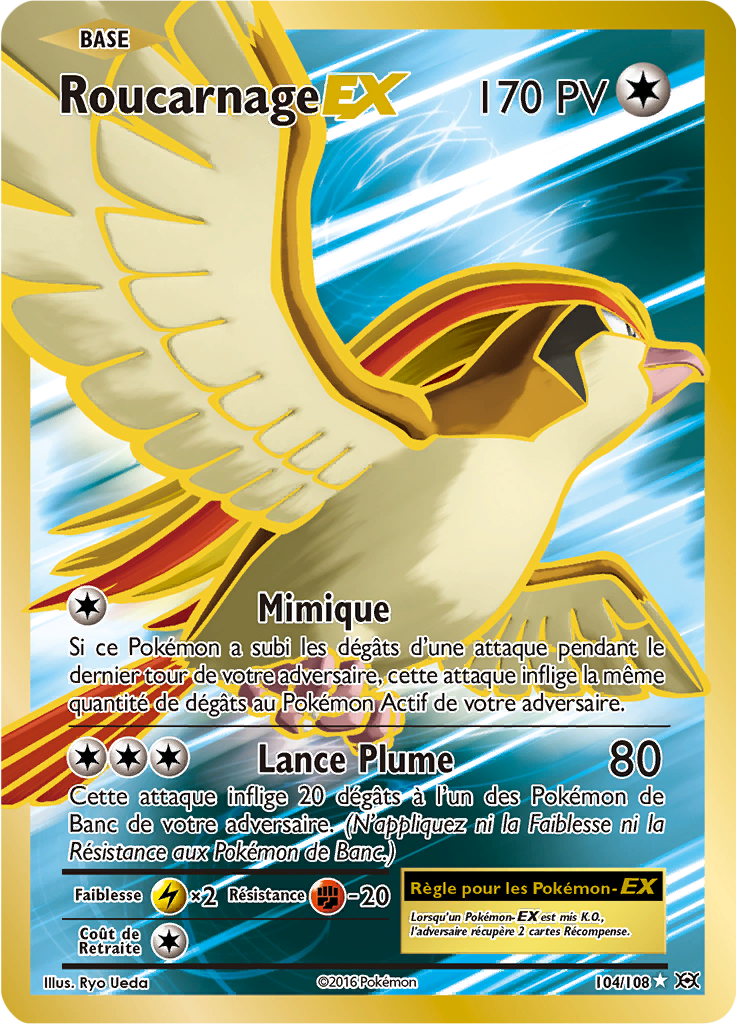 BASE
RoucarnageEX 170 PV
Mimique
Si ce Pokémon a subi les dégâts d'une attaque pendant le
dernier tour de votre adversaire, cette attaque inflige la même
quantité de dégâts au Pokémon Actif de votre adversaire.
Lance Plume 80
Cette attaque inflige 20 dégâts à l'un des Pokémon de
Banc de votre adversaire. (N'appliquez ni la Faiblesse ni la
Résistance aux Pokémon de Banc.)
Faiblesse ×2 Résistance -20
Coût de
Retraite
Règle pour les Pokémon-EX
Lorsqu'un Pokémon-EX est mis K.O.,
l'adversaire récupère 2 cartes Récompense.
Illus. Ryo Ueda ©2016 Pokémon 104/108